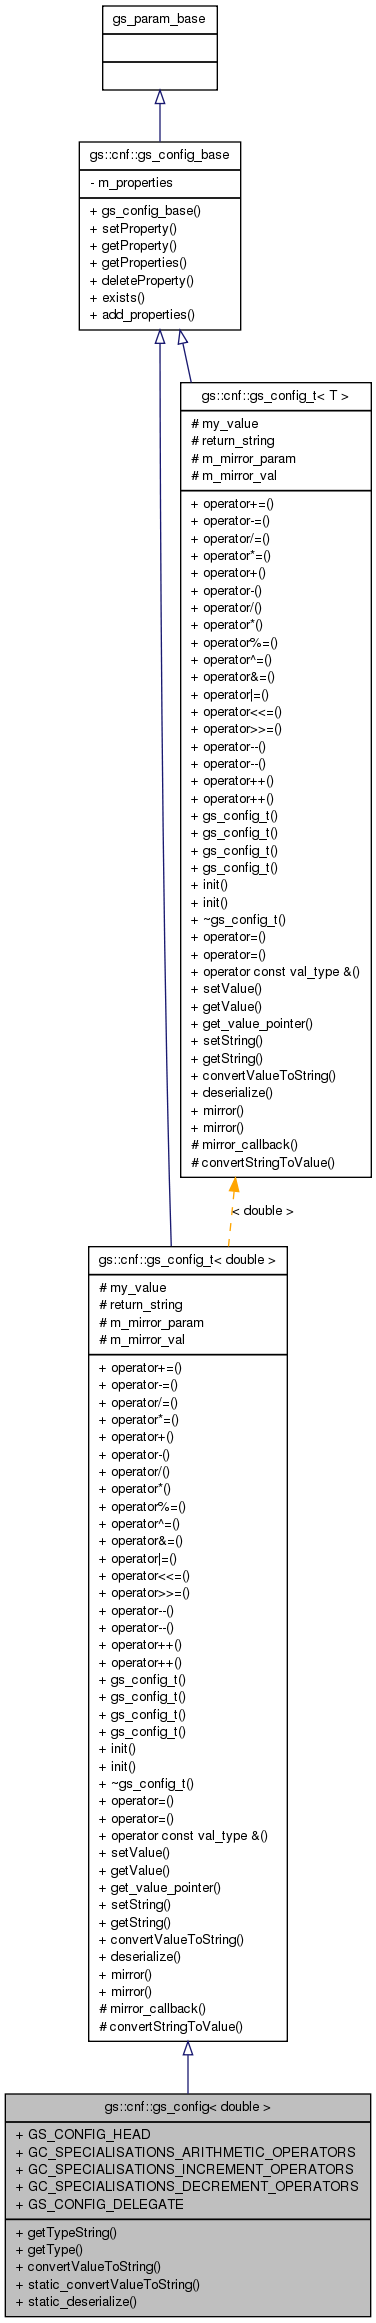 gs_param_base
gs::cnf::gs_config_base
- m_properties
+ gs_config_base()
+ setProperty()
+ getProperty()
+ getProperties()
+ deleteProperty()
+ exists()
+ add_properties()
gs::cnf::gs_config_t< T >
# my_value
# return_string
# m_mirror_param
# m_mirror_val
+ operator+=()
+ operator-=()
+ operator/=()
+ operator*=()
+ operator+()
+ operator-()
+ operator/()
+ operator*()
+ operator%=()
+ operator^=()
+ operator&=()
+ operator|=()
+ operator<<=()
+ operator>>=()
+ operator--()
+ operator--()
+ operator++()
+ operator++()
+ gs_config_t()
+ gs_config_t()
+ gs_config_t()
+ gs_config_t()
+ init()
+ init()
+ ~gs_config_t()
+ operator=()
+ operator=()
+ operator const val_type &()
+ setValue()
+ getValue()
+ get_value_pointer()
+ setString()
+ getString()
+ convertValueToString()
+ deserialize()
+ mirror()
+ mirror()
# mirror_callback()
# convertStringToValue()
< double >
gs::cnf::gs_config_t< double >
# my_value
# return_string
# m_mirror_param
# m_mirror_val
+ operator+=()
+ operator-=()
+ operator/=()
+ operator*=()
+ operator+()
+ operator-()
+ operator/()
+ operator*()
+ operator%=()
+ operator^=()
+ operator&=()
+ operator|=()
+ operator<<=()
+ operator>>=()
+ operator--()
+ operator--()
+ operator++()
+ operator++()
+ gs_config_t()
+ gs_config_t()
+ gs_config_t()
+ gs_config_t()
+ init()
+ init()
+ ~gs_config_t()
+ operator=()
+ operator=()
+ operator const val_type &()
+ setValue()
+ getValue()
+ get_value_pointer()
+ setString()
+ getString()
+ convertValueToString()
+ deserialize()
+ mirror()
+ mirror()
# mirror_callback()
# convertStringToValue()
gs::cnf::gs_config< double >
+ GS_CONFIG_HEAD
+ GC_SPECIALISATIONS_ARITHMETIC_OPERATORS
+ GC_SPECIALISATIONS_INCREMENT_OPERATORS
+ GC_SPECIALISATIONS_DECREMENT_OPERATORS
+ GS_CONFIG_DELEGATE
+ getTypeString()
+ getType()
+ convertValueToString()
+ static_convertValueToString()
+ static_deserialize()